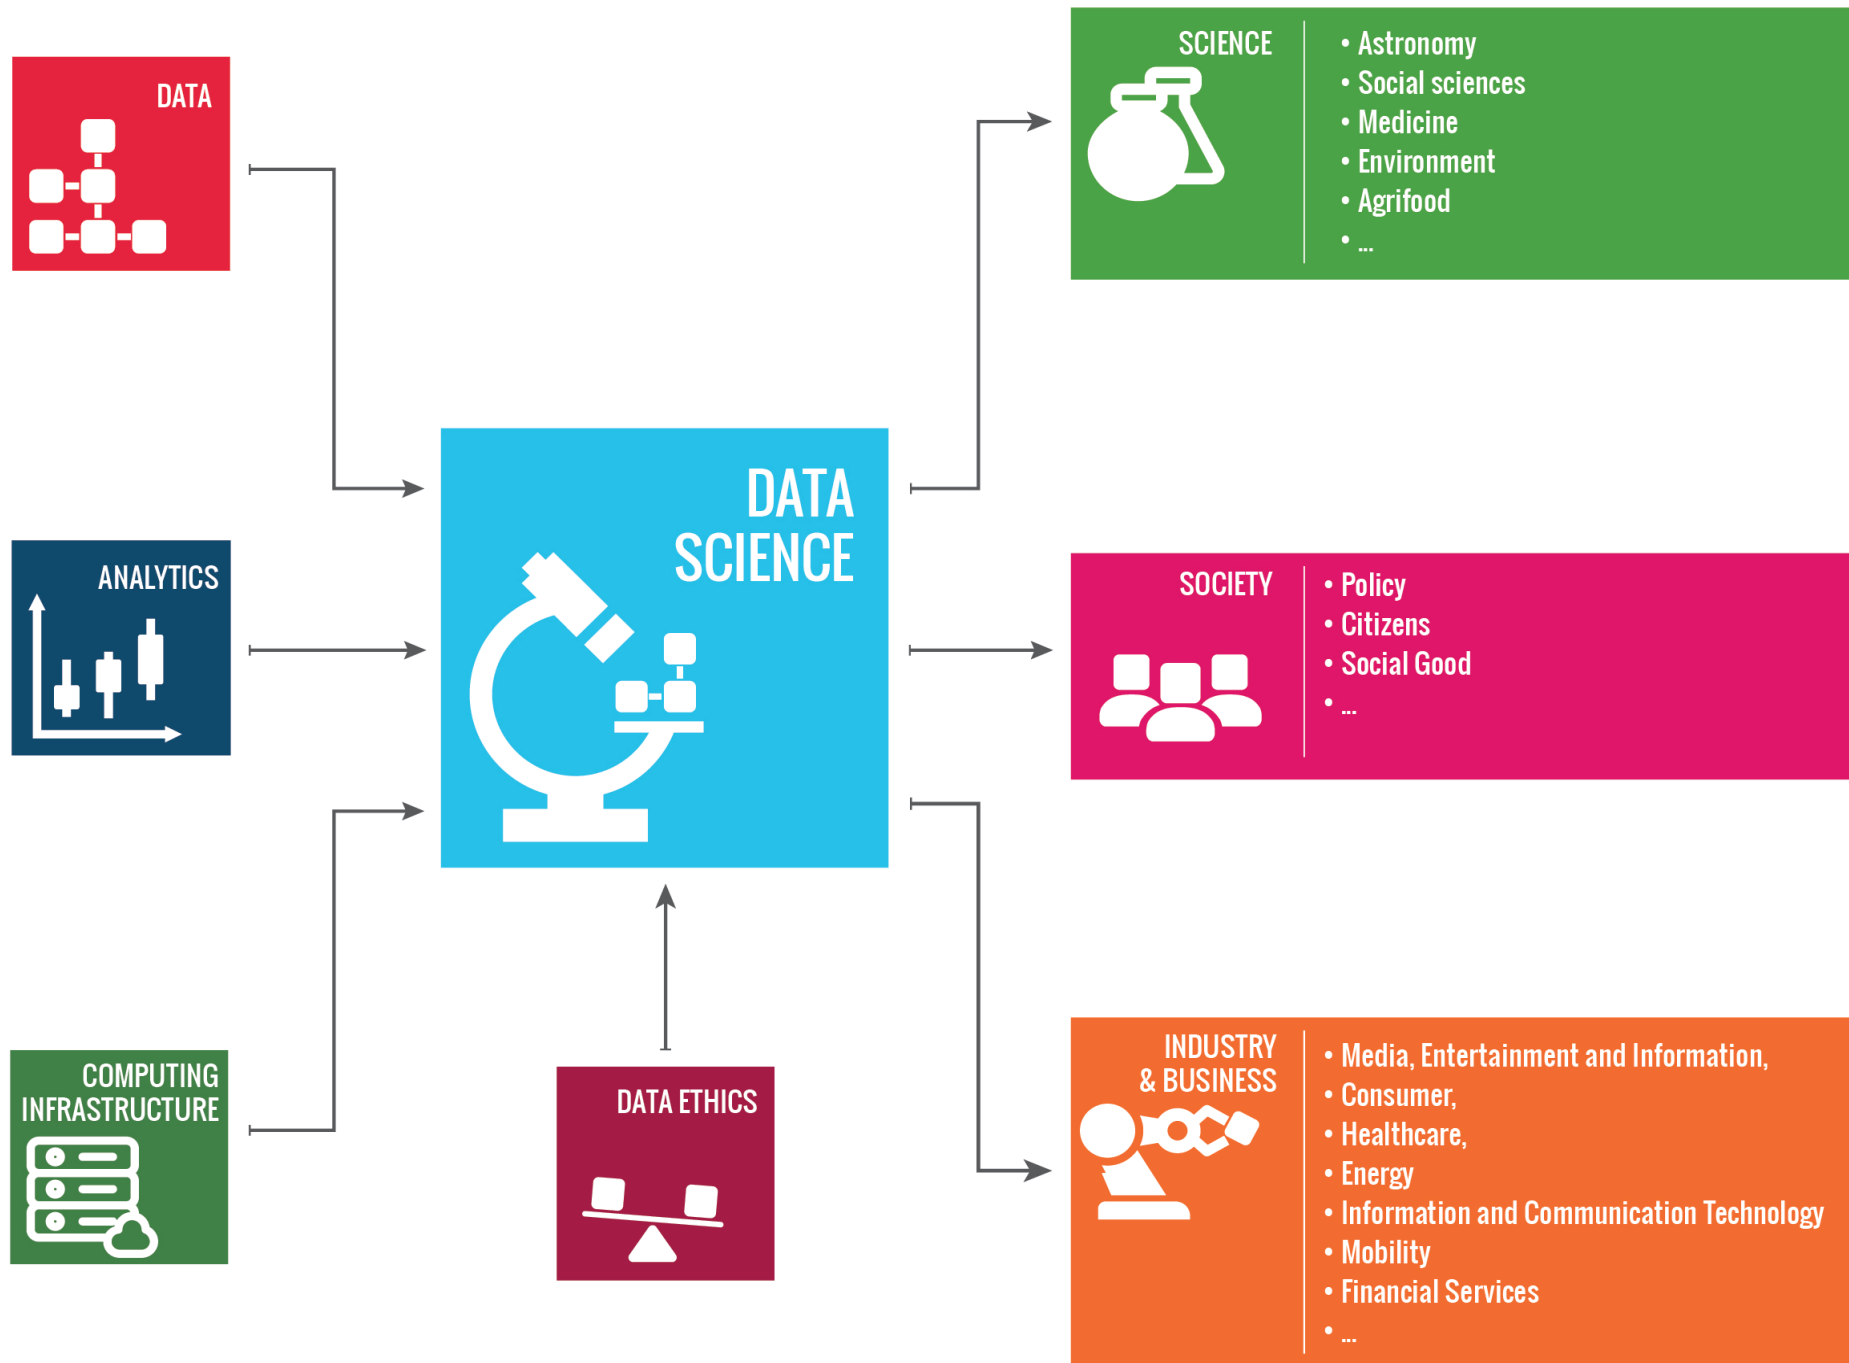 DATA
ANALYTICS
COMPUTING
INFRASTRUCTURE
DATA
SCIENCE
DATA ETHICS
SCIENCE
• Astronomy
• Social sciences
• Medicine
• Environment
• Agrifood
• ...
SOCIETY
• Policy
• Citizens
• Social Good
• ...
INDUSTRY
& BUSINESS
• Media, Entertainment and Information,
• Consumer,
• Healthcare,
• Energy
• Information and Communication Technology
• Mobility
• Financial Services
• ...